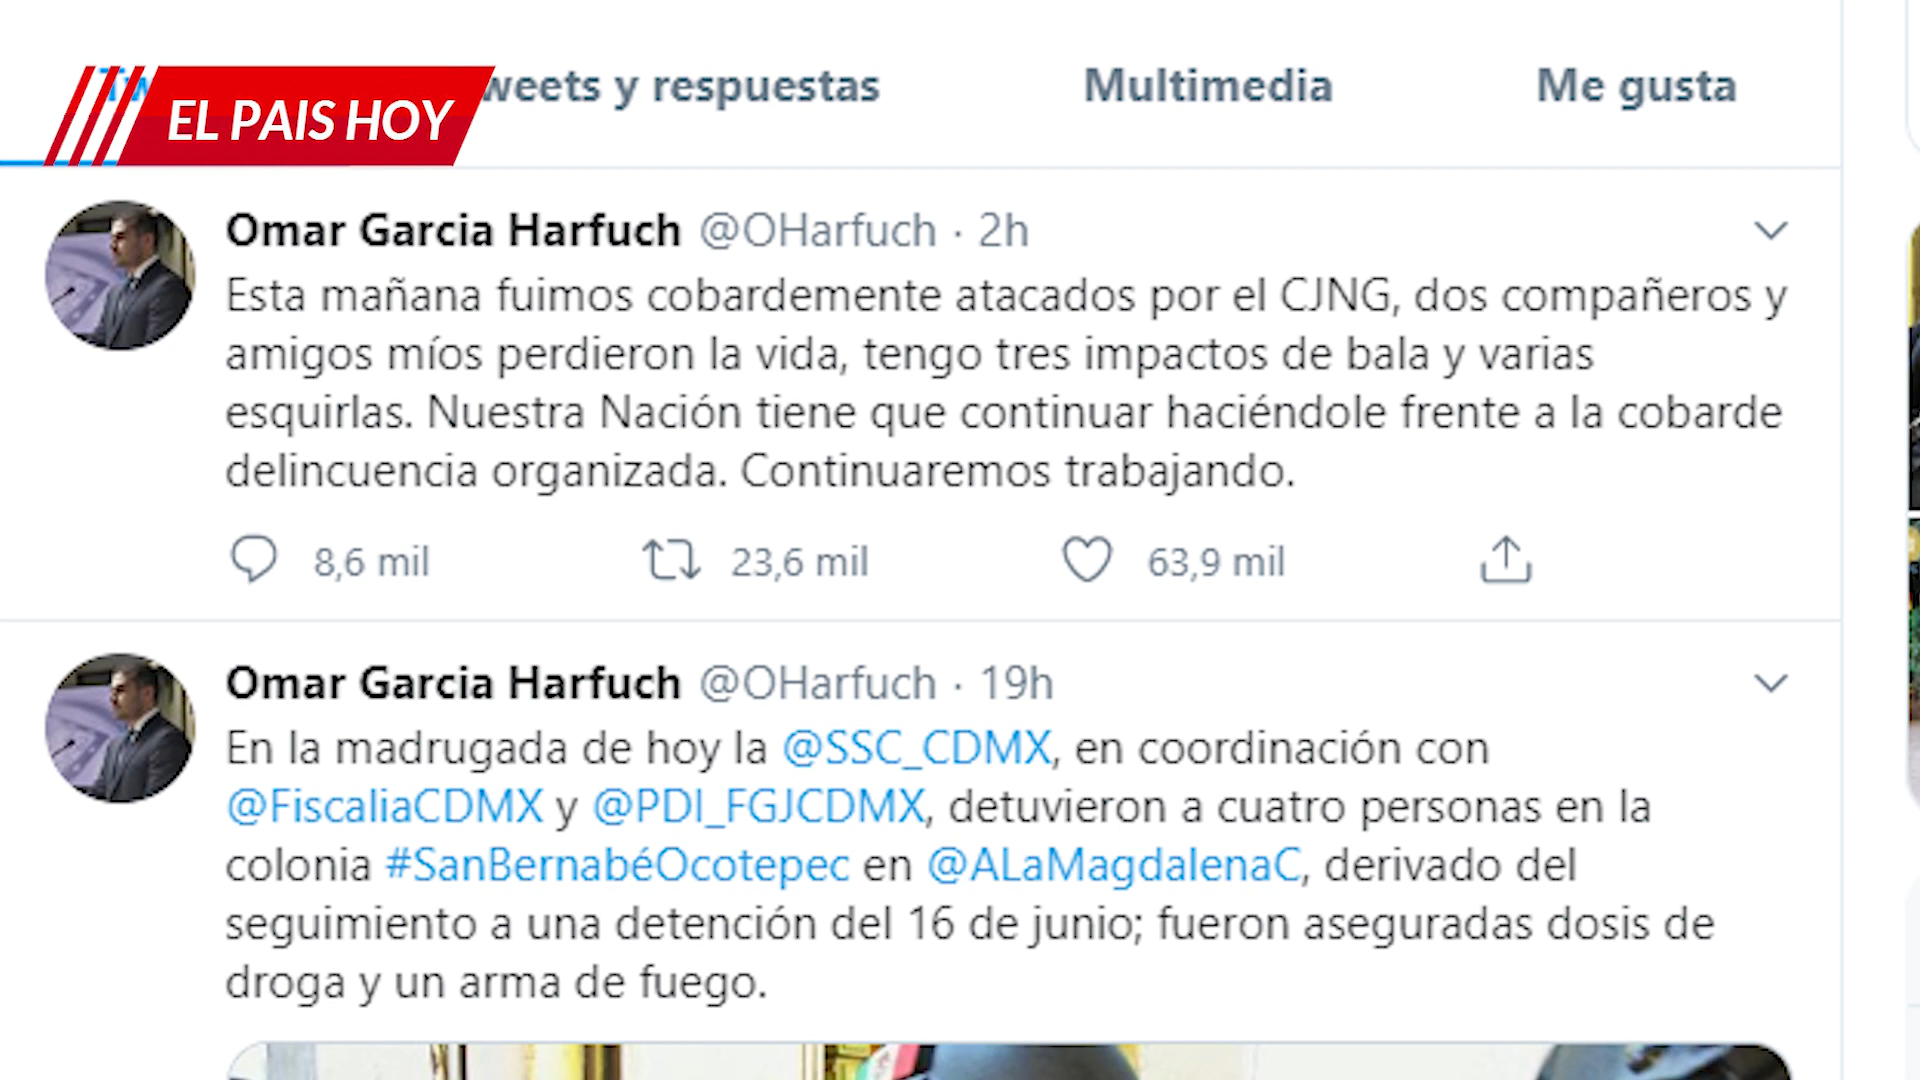 EL PAIS HOY
weets y respuestas
Multimedia
Me gusta
Omar Garcia Harfuch @OHarfuch · 2h
Esta mañana fuimos cobardemente atacados por el CJNG, dos compañeros y
amigos míos perdieron la vida, tengo tres impactos de bala y varias
esquirlas. Nuestra Nación tiene que continuar haciéndole frente a la cobarde
delincuencia organizada. Continuaremos trabajando.
8,6 mil
23,6 mil
63,9 mil
Omar Garcia Harfuch @OHarfuch · 19h
En la madrugada de hoy la @SSC_CDMX, en coordinación con
@FiscaliaCDMX y @PDI_FGJCDMX, detuvieron a cuatro personas en la
colonia #SanBernabéOcotepec en @ALaMagdalenaC, derivado del
seguimiento a una detención del 16 de junio; fueron aseguradas dosis de
droga y un arma de fuego.